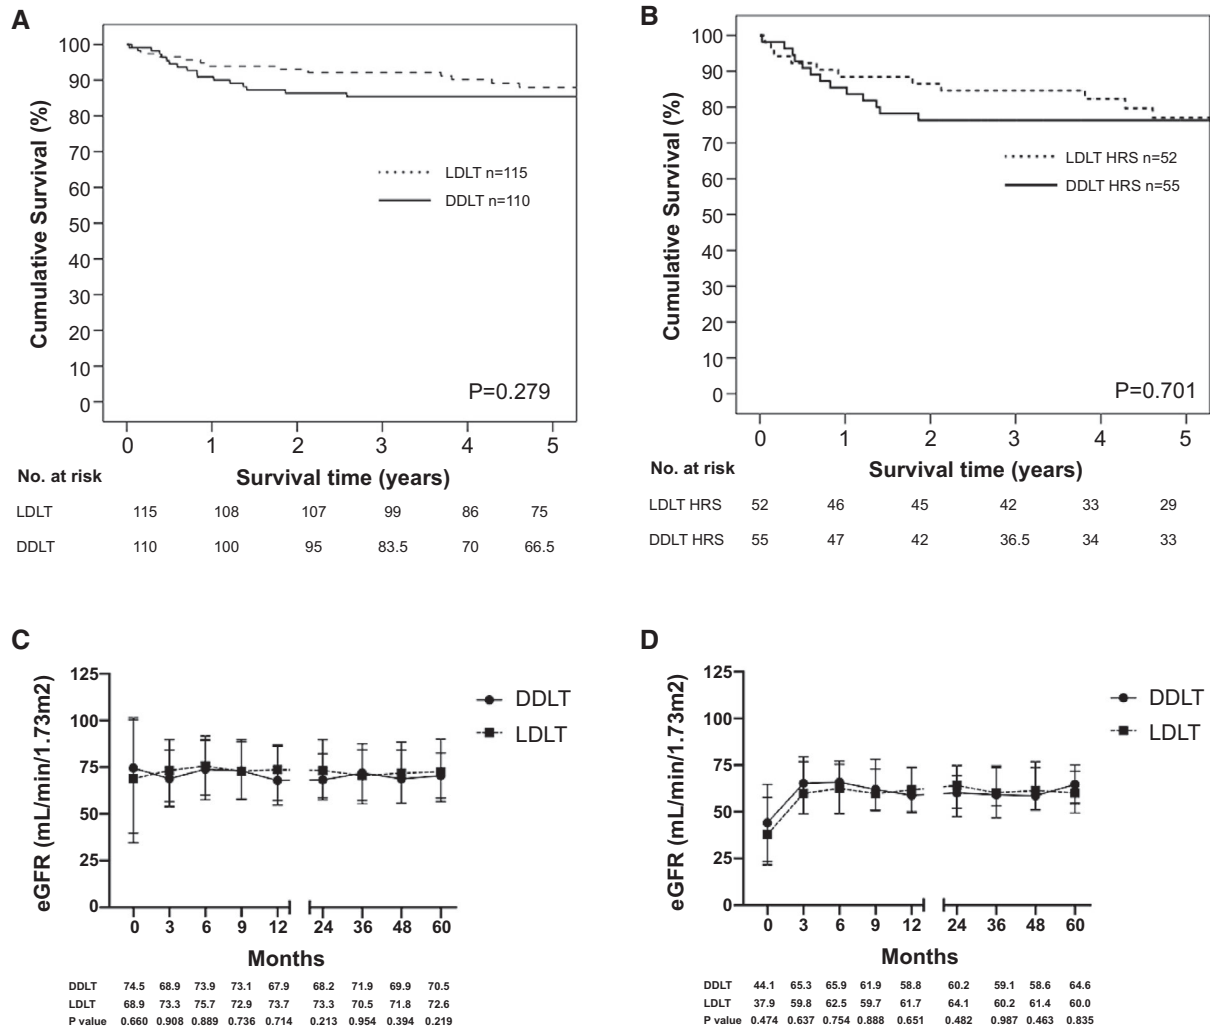 A
100
90
80
70
60
50
40
30
20
10
0
Cumulative Survival (%)
LDLT n=115
DDLT n=110
P=0.279
0 1 2 3 4 5
Survival time (years)
No. at risk
LDLT 115 108 107 99 86 75
DDLT 110 100 95 83.5 70 66.5
B
100
90
80
70
60
50
40
30
20
10
0
Cumulative Survival (%)
LDLT HRS n=52
DDLT HRS n=55
P=0.701
0 1 2 3 4 5
Survival time (years)
No. at risk
LDLT HRS 52 46 45 42 33 29
DDLT HRS 55 47 42 36.5 34 33
C
125
100
75
50
25
0
eGFR (mL/min/1.73m2)
DDLT
LDLT
0 3 6 9 12 24 36 48 60
Months
DDLT 74.5 68.9 73.9 73.1 67.9 68.2 71.9 69.9 70.5
LDLT 68.9 73.3 75.7 72.9 73.7 73.3 70.5 71.8 72.6
P value 0.660 0.908 0.889 0.736 0.714 0.213 0.954 0.394 0.219
D
125
100
75
50
25
0
eGFR (mL/min/1.73m2)
DDLT
LDLT
0 3 6 9 12 24 36 48 60
Months
DDLT 44.1 65.3 65.9 61.9 58.8 60.2 59.1 58.6 64.6
LDLT 37.9 59.8 62.5 59.7 61.7 64.1 60.2 61.4 60.0
P value 0.474 0.637 0.754 0.888 0.651 0.482 0.987 0.463 0.835